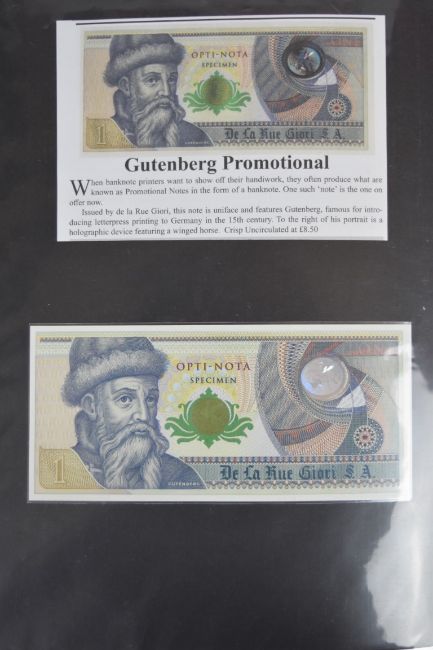 OPTI-NOTA
SPECIMEN
1
De La Rue Giori S.A.
Gutenberg Promotional
When banknote printers want to show off their handiwork, they often produce what are
known as Promotional Notes in the form of a banknote. One such 'note' is the one on
offer now.
Issued by de la Rue Giori, this note is uniface and features Gutenberg, famous for intro-
ducing letterpress printing to Germany in the 15th century. To the right of his portrait is a
holographic device featuring a winged horse. Crisp Uncirculated at £8.50
OPTI-NOTA
SPECIMEN
1
De La Rue Giori S.A.
GUTENBERG